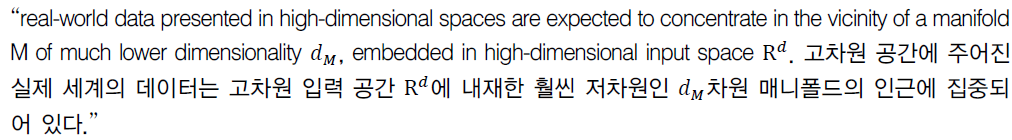 “real-world data presented in high-dimensional spaces are expected to concentrate in the vicinity of a manifold
M of much lower dimensionality d_M, embedded in high-dimensional input space R^d. 고차원 공간에 주어진
실제 세계의 데이터는 고차원 입력 공간 R^d에 내재한 훨씬 저차원인 d_M차원 매니폴드의 인근에 집중되
어 있다.”